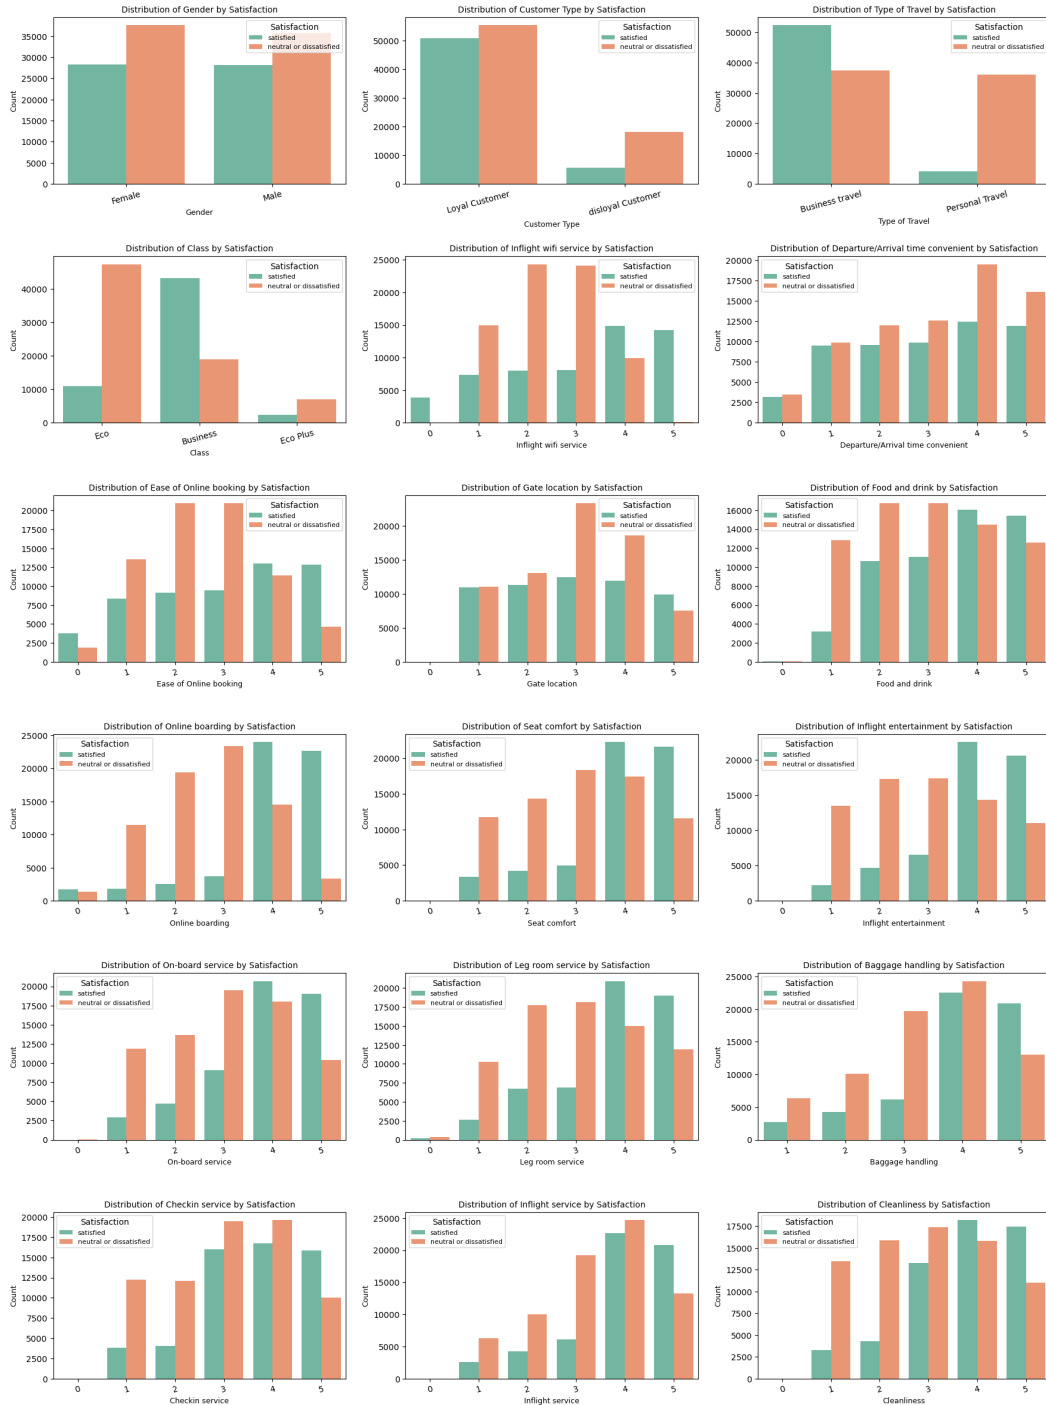 Distribution of Gender by Satisfaction
Count
35000
30000
25000
20000
15000
10000
5000
0
Satisfaction
satisfied
neutral or dissatisfied
Female
Male
Gender
Distribution of Customer Type by Satisfaction
Count
50000
40000
30000
20000
10000
0
Satisfaction
satisfied
neutral or dissatisfied
Loyal Customer
disloyal Customer
Customer Type
Distribution of Type of Travel by Satisfaction
Count
50000
40000
30000
20000
10000
0
Satisfaction
satisfied
neutral or dissatisfied
Business travel
Personal Travel
Type of Travel
Distribution of Class by Satisfaction
Count
40000
30000
20000
10000
0
Satisfaction
satisfied
neutral or dissatisfied
Eco
Business
Eco Plus
Class
Distribution of Inflight wifi service by Satisfaction
Count
25000
20000
15000
10000
5000
0
Satisfaction
satisfied
neutral or dissatisfied
0 1 2 3 4 5
Inflight wifi service
Distribution of Departure/Arrival time convenient by Satisfaction
Count
20000
17500
15000
12500
10000
7500
5000
2500
0
Satisfaction
satisfied
neutral or dissatisfied
0 1 2 3 4 5
Departure/Arrival time convenient
Distribution of Ease of Online booking by Satisfaction
Count
20000
17500
15000
12500
10000
7500
5000
2500
0
Satisfaction
satisfied
neutral or dissatisfied
0 1 2 3 4 5
Ease of Online booking
Distribution of Gate location by Satisfaction
Count
20000
15000
10000
5000
0
Satisfaction
satisfied
neutral or dissatisfied
0 1 2 3 4 5
Gate location
Distribution of Food and drink by Satisfaction
Count
16000
14000
12000
10000
8000
6000
4000
2000
0
Satisfaction
satisfied
neutral or dissatisfied
0 1 2 3 4 5
Food and drink
Distribution of Online boarding by Satisfaction
Count
25000
20000
15000
10000
5000
0
Satisfaction
satisfied
neutral or dissatisfied
0 1 2 3 4 5
Online boarding
Distribution of Seat comfort by Satisfaction
Count
20000
15000
10000
5000
0
Satisfaction
satisfied
neutral or dissatisfied
0 1 2 3 4 5
Seat comfort
Distribution of Inflight entertainment by Satisfaction
Count
20000
15000
10000
5000
0
Satisfaction
satisfied
neutral or dissatisfied
0 1 2 3 4 5
Inflight entertainment
Distribution of On-board service by Satisfaction
Count
20000
17500
15000
12500
10000
7500
5000
2500
0
Satisfaction
satisfied
neutral or dissatisfied
0 1 2 3 4 5
On-board service
Distribution of Leg room service by Satisfaction
Count
20000
17500
15000
12500
10000
7500
5000
2500
0
Satisfaction
satisfied
neutral or dissatisfied
0 1 2 3 4 5
Leg room service
Distribution of Baggage handling by Satisfaction
Count
25000
20000
15000
10000
5000
0
Satisfaction
satisfied
neutral or dissatisfied
1 2 3 4 5
Baggage handling
Distribution of Checkin service by Satisfaction
Count
20000
17500
15000
12500
10000
7500
5000
2500
0
Satisfaction
satisfied
neutral or dissatisfied
0 1 2 3 4 5
Checkin service
Distribution of Inflight service by Satisfaction
Count
25000
20000
15000
10000
5000
0
Satisfaction
satisfied
neutral or dissatisfied
0 1 2 3 4 5
Inflight service
Distribution of Cleanliness by Satisfaction
Count
17500
15000
12500
10000
7500
5000
2500
0
Satisfaction
satisfied
neutral or dissatisfied
0 1 2 3 4 5
Cleanliness